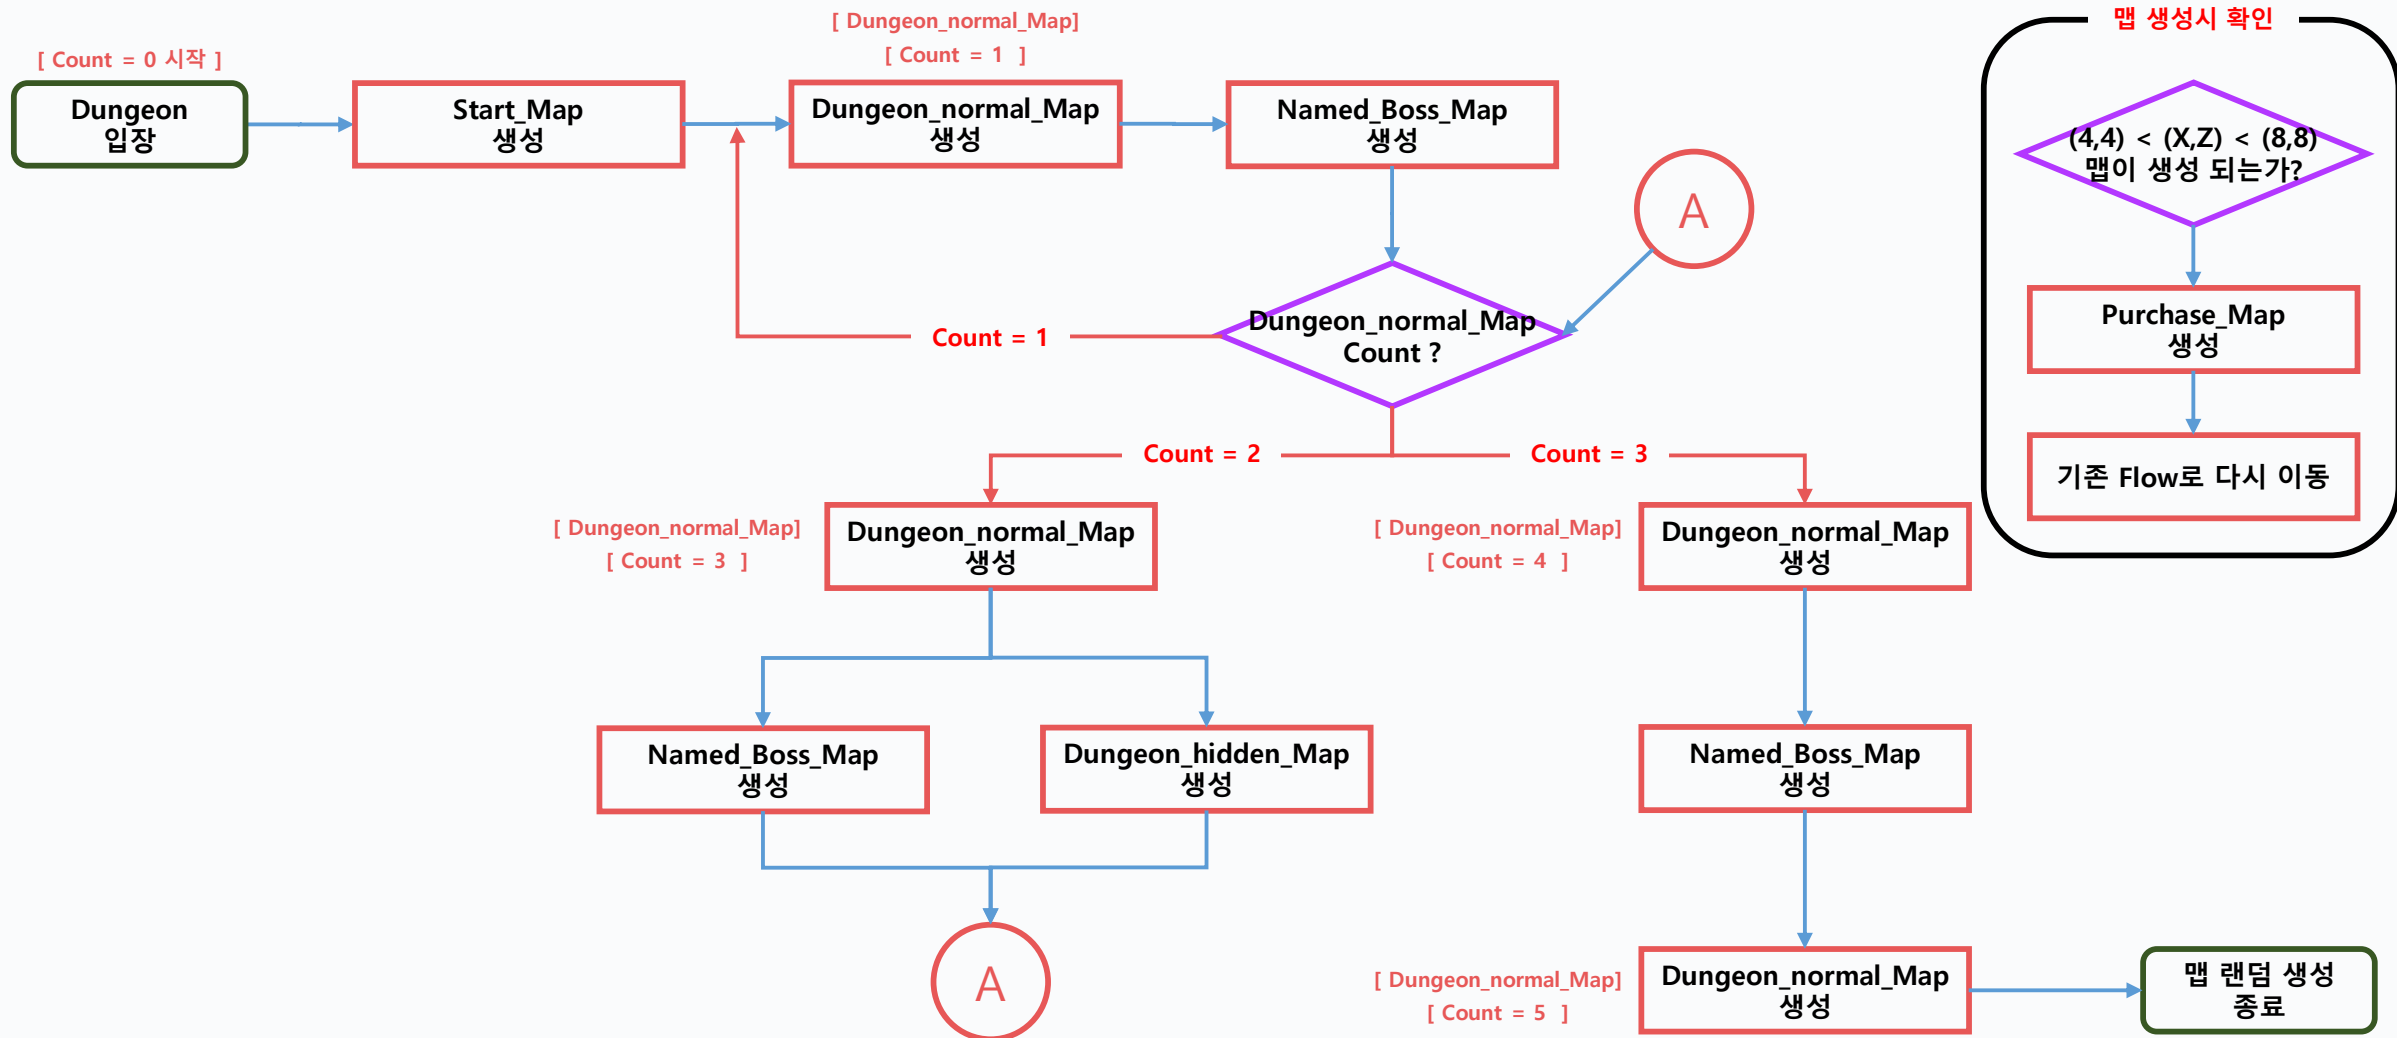 [ Dungeon_normal_Map]
[ Count = 1 ]
[ Count = 0 시작 ]
Dungeon
입장
Start_Map
생성
Dungeon_normal_Map
생성
Named_Boss_Map
생성
A
Dungeon_normal_Map
Count ?
Count = 1
Count = 2
Count = 3
[ Dungeon_normal_Map]
[ Count = 3 ]
Dungeon_normal_Map
생성
[ Dungeon_normal_Map]
[ Count = 4 ]
Dungeon_normal_Map
생성
Named_Boss_Map
생성
Dungeon_hidden_Map
생성
Named_Boss_Map
생성
A
[ Dungeon_normal_Map]
[ Count = 5 ]
Dungeon_normal_Map
생성
맵 랜덤 생성
종료
맵 생성시 확인
(4,4) < (X,Z) < (8,8)
맵이 생성 되는가?
Purchase_Map
생성
기존 Flow로 다시 이동